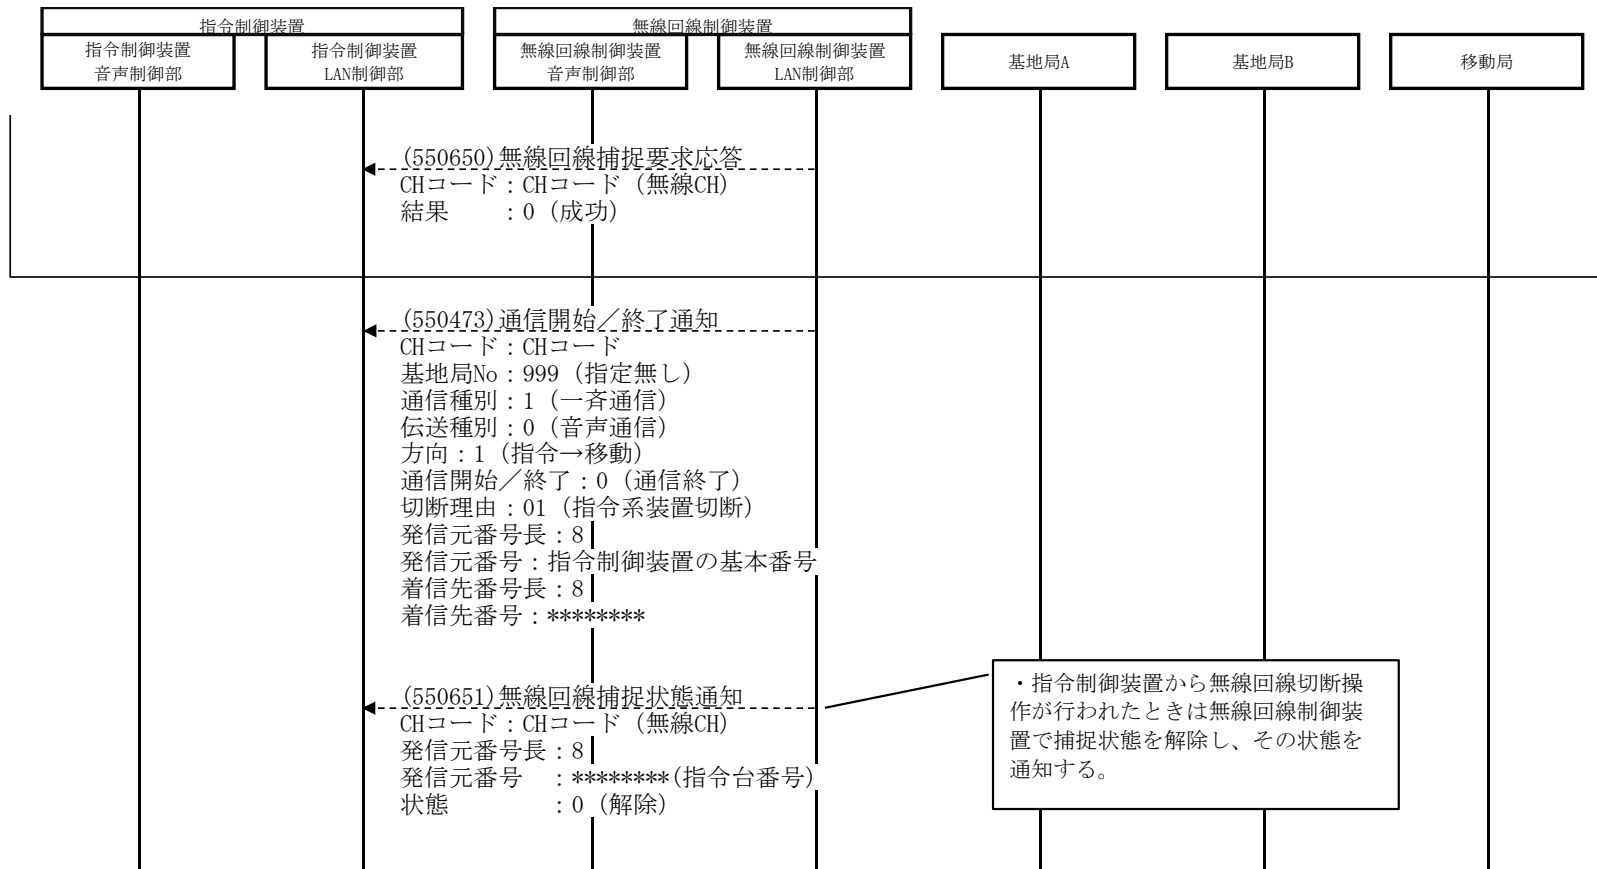 指令制御装置
無線回線制御装置
指令制御装置
音声制御部
指令制御装置
LAN制御部
無線回線制御装置
音声制御部
無線回線制御装置
LAN制御部
基地局A
基地局B
移動局
(550650)無線回線捕捉要求応答
CHコード：CHコード（無線CH）
結果　　：0（成功）
(550473)通信開始／終了通知
CHコード：CHコード
基地局No：999（指定無し）
通信種別：1（一斉通信）
伝送種別：0（音声通信）
方向：1（指令→移動）
通信開始／終了：0（通信終了）
切断理由：01（指令系装置切断）
発信元番号長：8
発信元番号：指令制御装置の基本番号
着信先番号長：8
着信先番号：********
(550651)無線回線捕捉状態通知
CHコード：CHコード（無線CH）
発信元番号長：8
発信元番号　：********(指令台番号)
状態　　　　：0（解除）
・指令制御装置から無線回線切断操
作が行われたときは無線回線制御装
置で捕捉状態を解除し、その状態を
通知する。